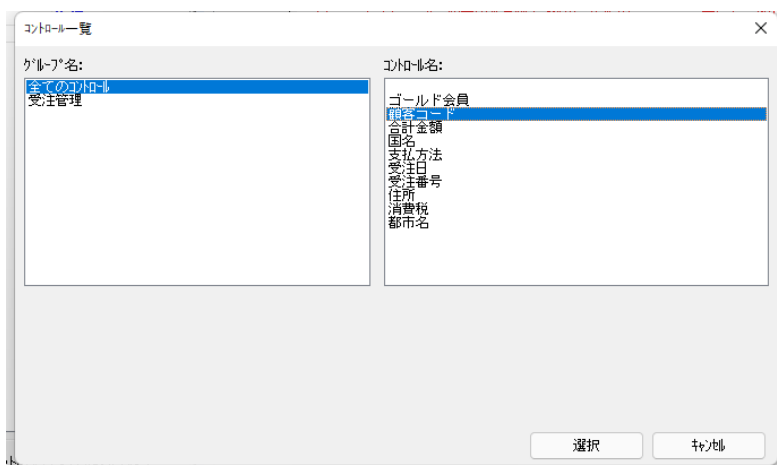 ｺﾝﾄﾛｰﾙ一覧
ｸﾞﾙｰﾌﾟ名:
全てのｺﾝﾄﾛｰﾙ
受注管理
ｺﾝﾄﾛｰﾙ名:
ゴールド会員
顧客コード
合計金額
国名
支払方法
受注日
受注番号
住所
消費税
都市名
選択
ｷｬﾝｾﾙ